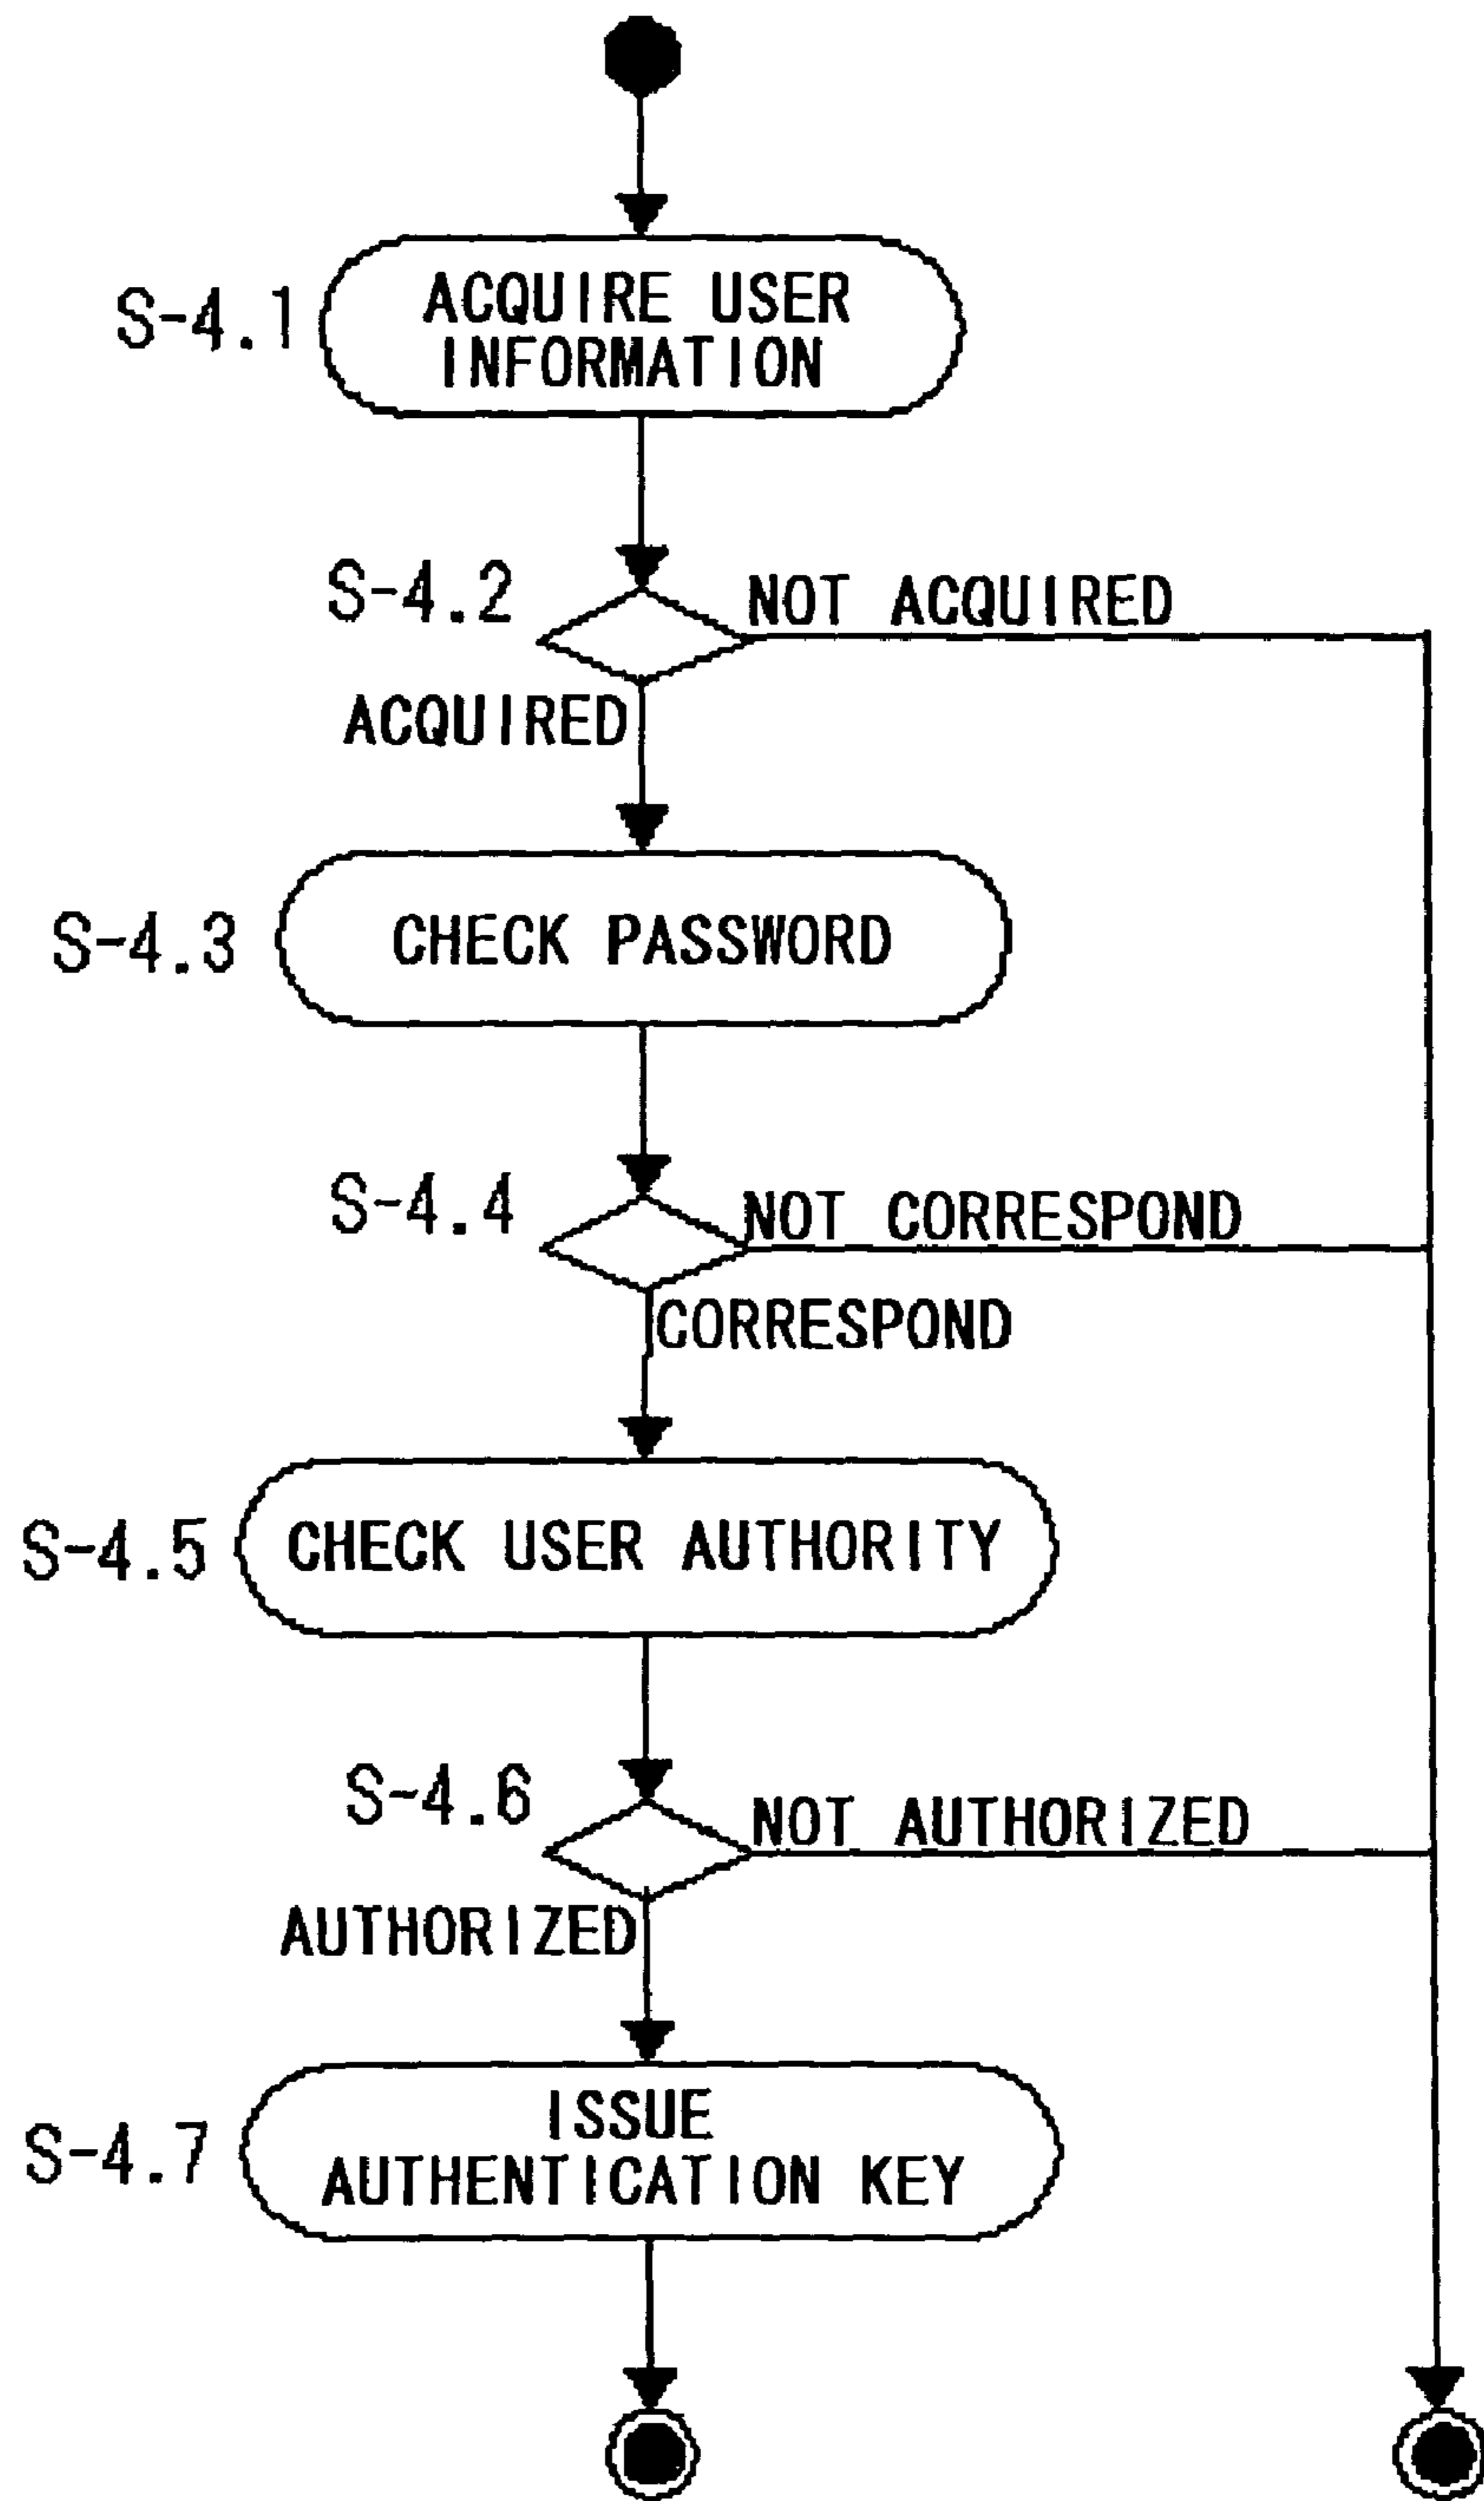 S-4.1
ACQUIRE USER
INFORMATION
S-4.2
NOT ACQUIRED
ACQUIRED
S-4.3
CHECK PASSWORD
S-4.4
NOT CORRESPOND
CORRESPOND
S-4.5
CHECK USER AUTHORITY
S-4.6
NOT AUTHORIZED
AUTHORIZED
S-4.7
ISSUE
AUTHENTICATION KEY